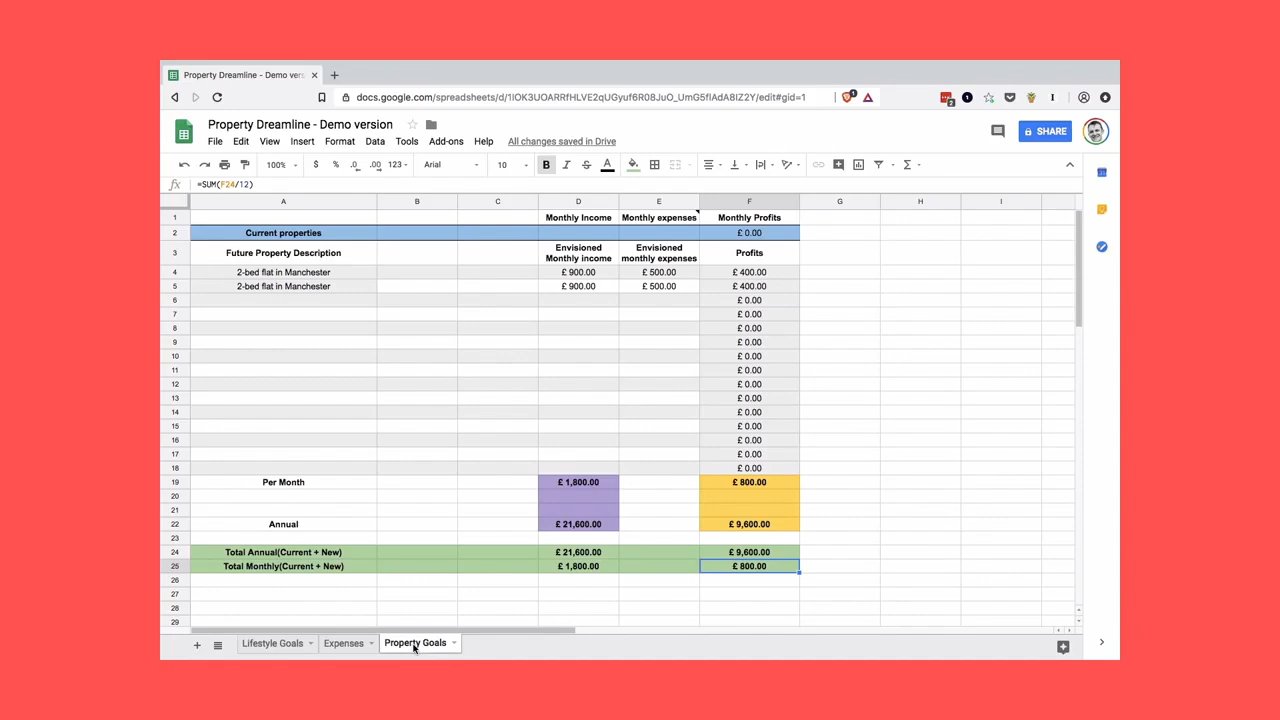 Property Dreamline - Demo vers
docs.google.com/spreadsheets/d/
Property Dreamline - Demo version
File Edit View Insert Format Data Tools Add-ons Help All changes saved in Drive
SHARE
100% $ % .0 .00 123 Arial 10 B I S A
fx =SUM(F24/12)
A B C D E F G H I
1 Monthly Income Monthly expenses Monthly Profits
2 Current properties £ 0.00
3 Future Property Description Envisioned Monthly income Envisioned monthly expenses Profits
4 2-bed flat in Manchester £ 900.00 £ 500.00 £ 400.00
5 2-bed flat in Manchester £ 900.00 £ 500.00 £ 400.00
6 £ 0.00
7 £ 0.00
8 £ 0.00
9 £ 0.00
10 £ 0.00
11 £ 0.00
12 £ 0.00
13 £ 0.00
14 £ 0.00
15 £ 0.00
16 £ 0.00
17 £ 0.00
18 £ 0.00
19 Per Month £ 1,800.00 £ 800.00
20
21
22 Annual £ 21,600.00 £ 9,600.00
23
24 Total Annual(Current + New) £ 21,600.00 £ 9,600.00
25 Total Monthly(Current + New) £ 1,800.00 £ 800.00
26
27
28
29
Lifestyle Goals Expenses Property Goals